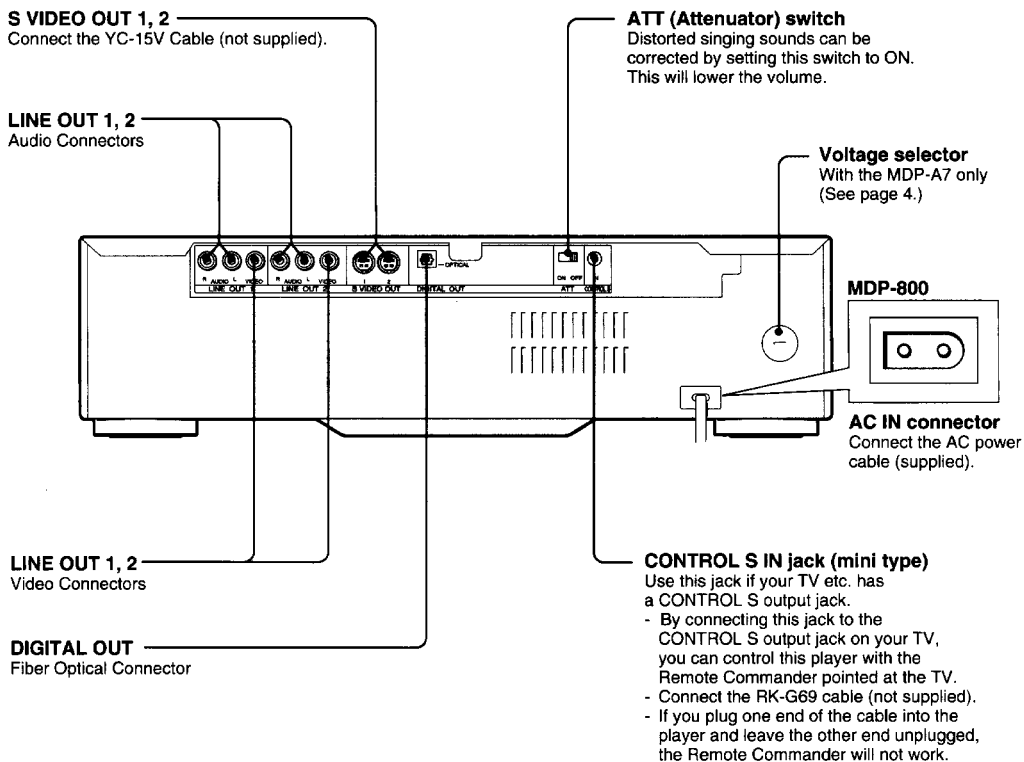 S VIDEO OUT 1, 2
Connect the YC-15V Cable (not supplied).
ATT (Attenuator) switch
Distorted singing sounds can be
corrected by setting this switch to ON.
This will lower the volume.
LINE OUT 1, 2
Audio Connectors
Voltage selector
With the MDP-A7 only
(See page 4.)
OPTICAL
R AUDIO L VIDEO
R AUDIO L VIDEO
1 2
ON OFF
IN
LINE OUT 1
LINE OUT 2
S VIDEO OUT
DIGITAL OUT
ATT
CONTROL S
MDP-800
AC IN connector
Connect the AC power
cable (supplied).
LINE OUT 1, 2
Video Connectors
DIGITAL OUT
Fiber Optical Connector
CONTROL S IN jack (mini type)
Use this jack if your TV etc. has
a CONTROL S output jack.
- By connecting this jack to the
CONTROL S output jack on your TV,
you can control this player with the
Remote Commander pointed at the TV.
- Connect the RK-G69 cable (not supplied).
- If you plug one end of the cable into the
player and leave the other end unplugged,
the Remote Commander will not work.